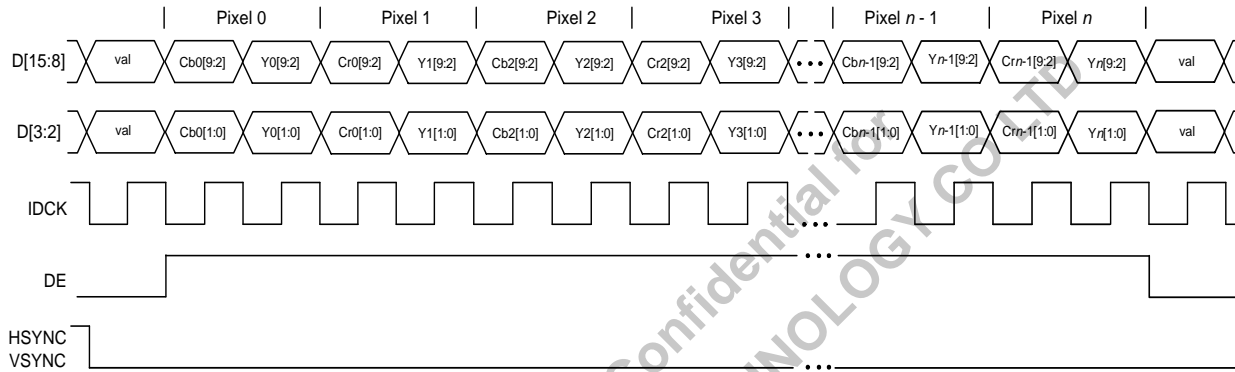 | Pixel 0 | Pixel 1 | Pixel 2 | Pixel 3 | | Pixel n - 1 | Pixel n |
D[15:8] val Cb0[9:2] Y0[9:2] Cr0[9:2] Y1[9:2] Cb2[9:2] Y2[9:2] Cr2[9:2] Y3[9:2] ••• Cbn-1[9:2] Yn-1[9:2] Crn-1[9:2] Yn[9:2] val
D[3:2] val Cb0[1:0] Y0[1:0] Cr0[1:0] Y1[1:0] Cb2[1:0] Y2[1:0] Cr2[1:0] Y3[1:0] ••• Cbn-1[1:0] Yn-1[1:0] Crn-1[1:0] Yn[1:0] val
IDCK •••
DE •••
HSYNC
VSYNC •••
Confidential for
NOLOGY CO LTD